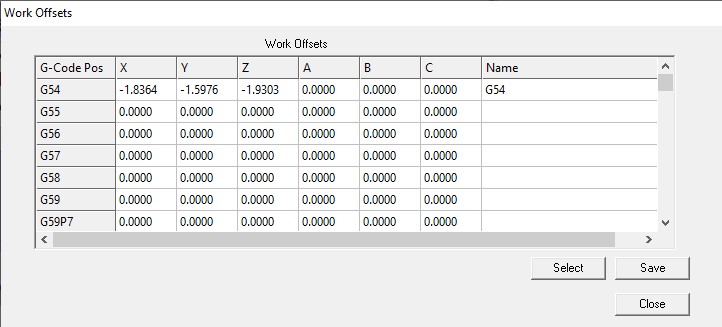 Work Offsets
Work Offsets
G-Code Pos X Y Z A B C Name
G54 -1.8364 -1.5976 -1.9303 0.0000 0.0000 0.0000 G54
G55 0.0000 0.0000 0.0000 0.0000 0.0000 0.0000
G56 0.0000 0.0000 0.0000 0.0000 0.0000 0.0000
G57 0.0000 0.0000 0.0000 0.0000 0.0000 0.0000
G58 0.0000 0.0000 0.0000 0.0000 0.0000 0.0000
G59 0.0000 0.0000 0.0000 0.0000 0.0000 0.0000
G59P7 0.0000 0.0000 0.0000 0.0000 0.0000 0.0000
Select Save
Close